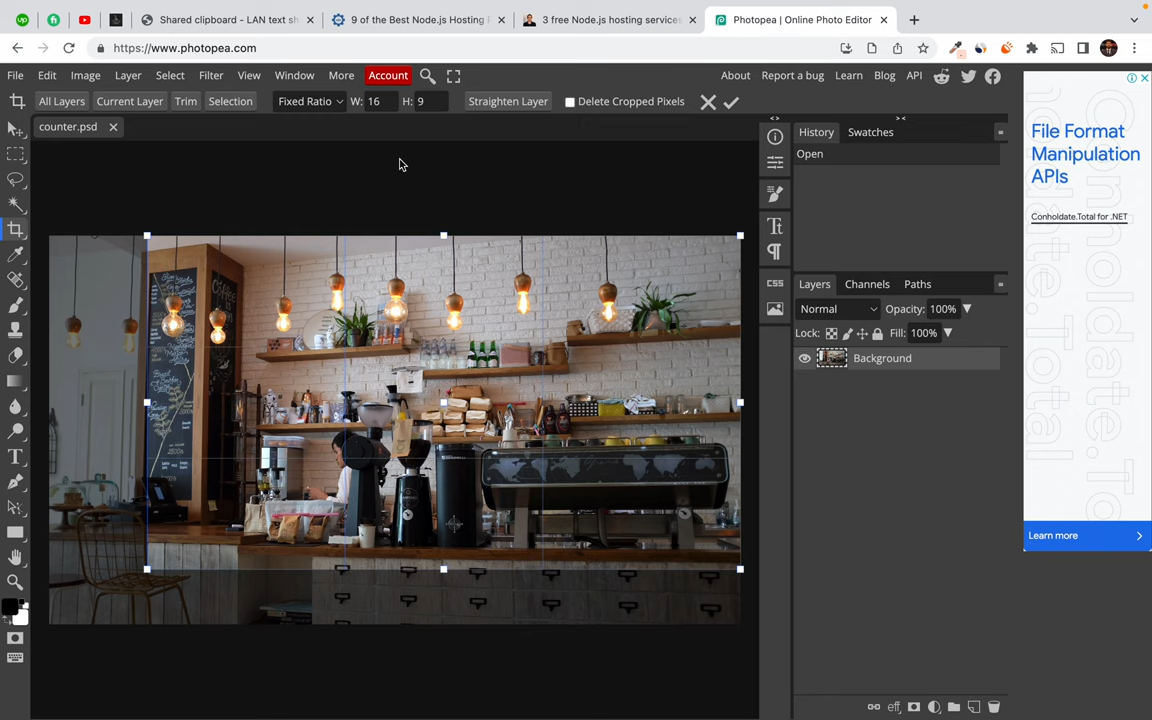 Shared clipboard - LAN text sh
9 of the Best Node.js Hosting P
3 free Node.js hosting services
Photopea | Online Photo Editor
https://www.photopea.com
File Edit Image Layer Select Filter View Window More Account
About Report a bug Learn Blog API
All Layers Current Layer Trim Selection Fixed Ratio W: 16 H: 9 Straighten Layer Delete Cropped Pixels
counter.psd
History Swatches
Open
Layers Channels Paths
Normal Opacity: 100%
Lock: Fill: 100%
Background
CSS
eff
File Format
Manipulation
APIs
Conholdate.Total for .NET
Learn more
Coffee